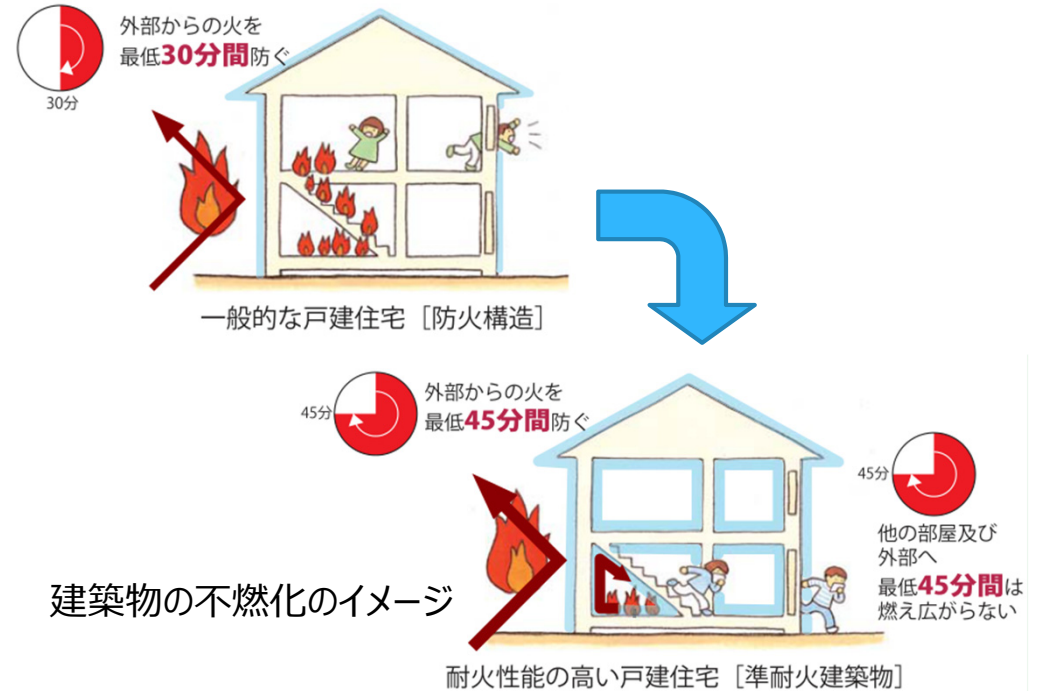 外部からの火を
最低30分間防ぐ
30分
一般的な戸建住宅［防火構造］
45分
外部からの火を
最低45分間防ぐ
45分
他の部屋及び
外部へ
最低45分間は
燃え広がらない
建築物の不燃化のイメージ
耐火性能の高い戸建住宅［準耐火建築物］